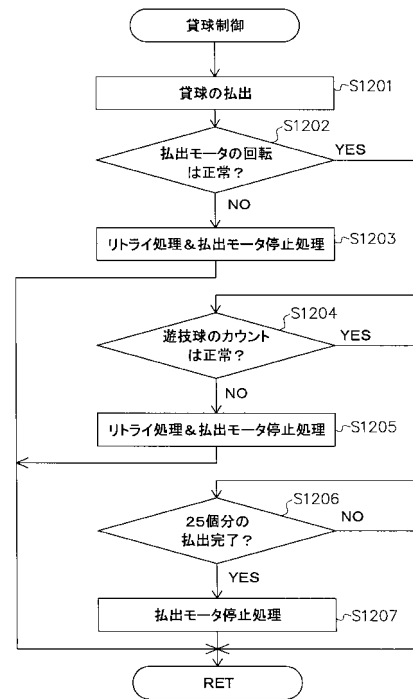 貸球制御
貸球の払出
S1201
S1202
払出モータの回転
は正常?
YES
NO
リトライ処理&払出モータ停止処理
S1203
S1204
遊技球のカウント
は正常?
YES
NO
リトライ処理&払出モータ停止処理
S1205
S1206
25個分の
払出完了?
NO
YES
払出モータ停止処理
S1207
RET